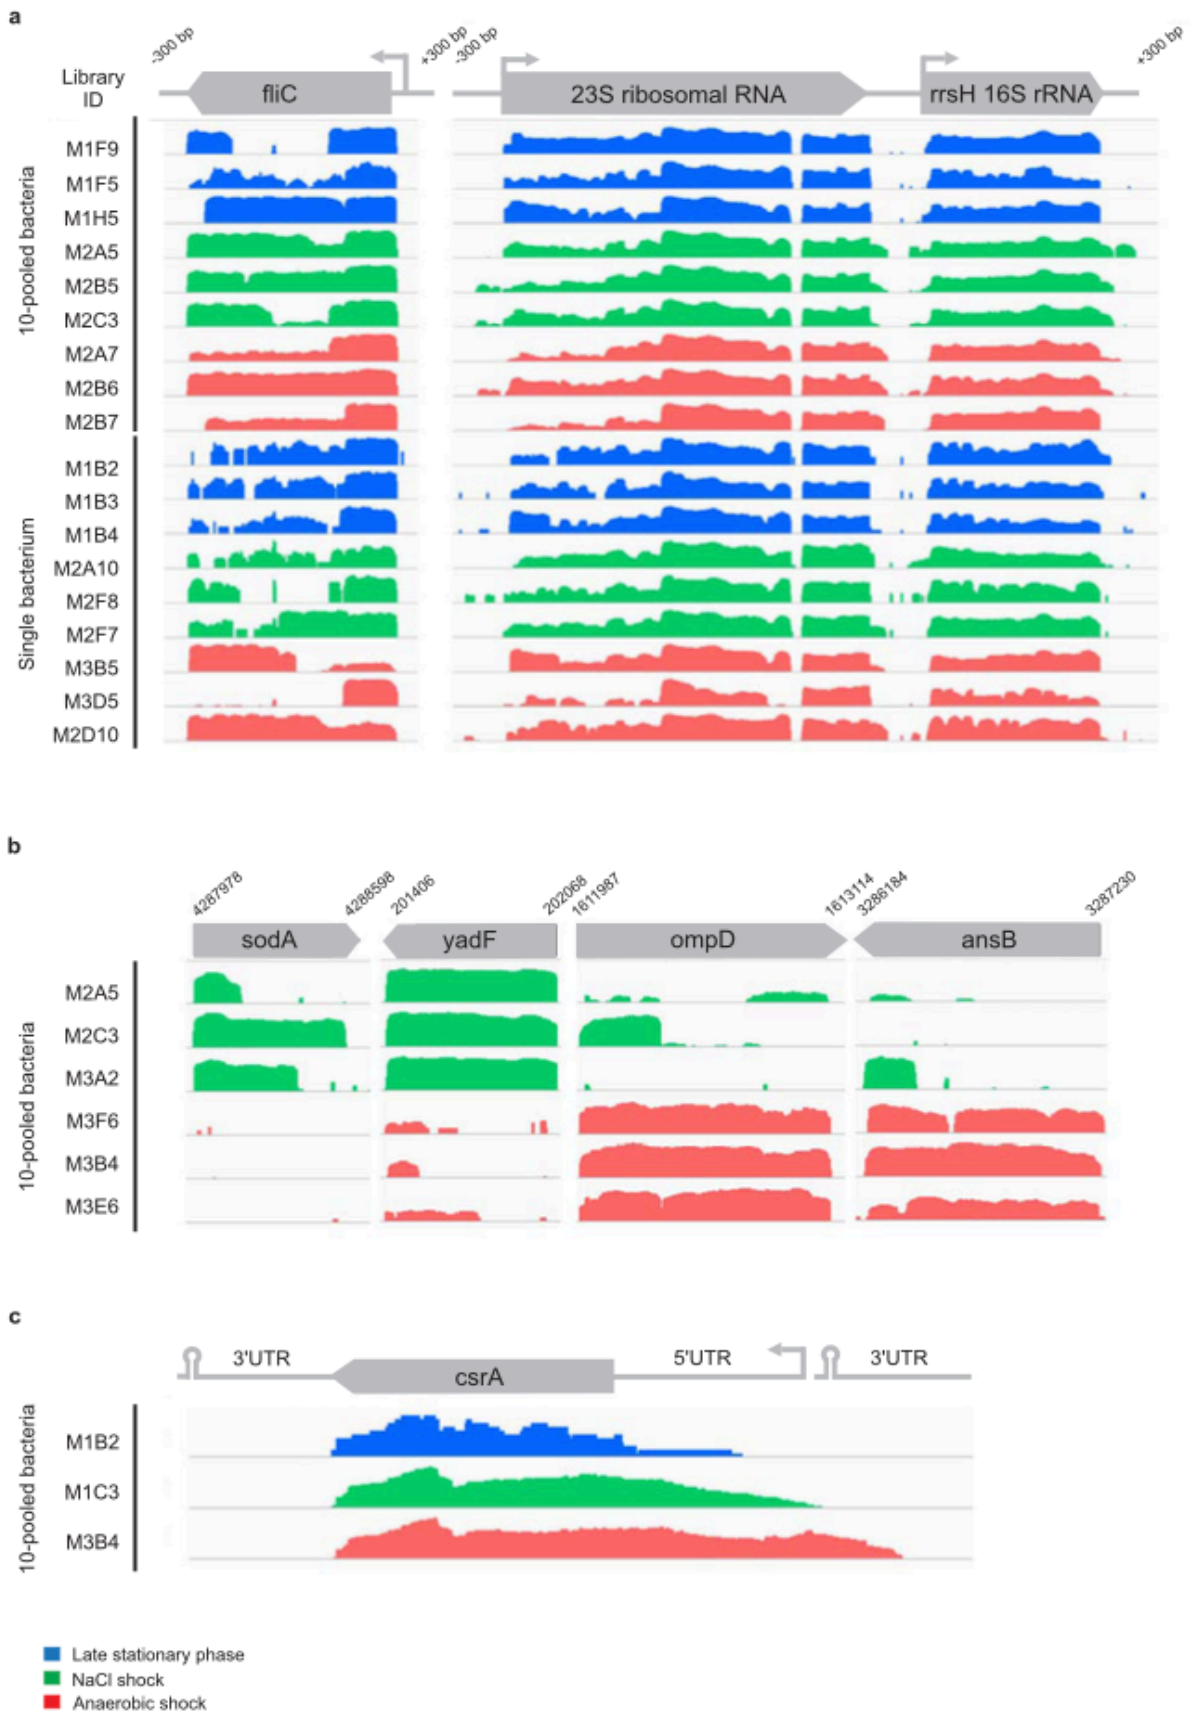 a
-300 bp
+300 bp
-300 bp
+300 bp
Library
ID
fliC
23S ribosomal RNA
rrsH 16S rRNA
10-pooled bacteria
M1F9
M1F5
M1H5
M2A5
M2B5
M2C3
M2A7
M2B6
M2B7
Single bacterium
M1B2
M1B3
M1B4
M2A10
M2F8
M2F7
M3B5
M3D5
M2D10
b
4287978
4288598
201406
202068
1611987
1613114
3286184
3287230
sodA
yadF
ompD
ansB
10-pooled bacteria
M2A5
M2C3
M3A2
M3F6
M3B4
M3E6
c
3'UTR
csrA
5'UTR
3'UTR
10-pooled bacteria
M1B2
M1C3
M3B4
Late stationary phase
NaCl shock
Anaerobic shock